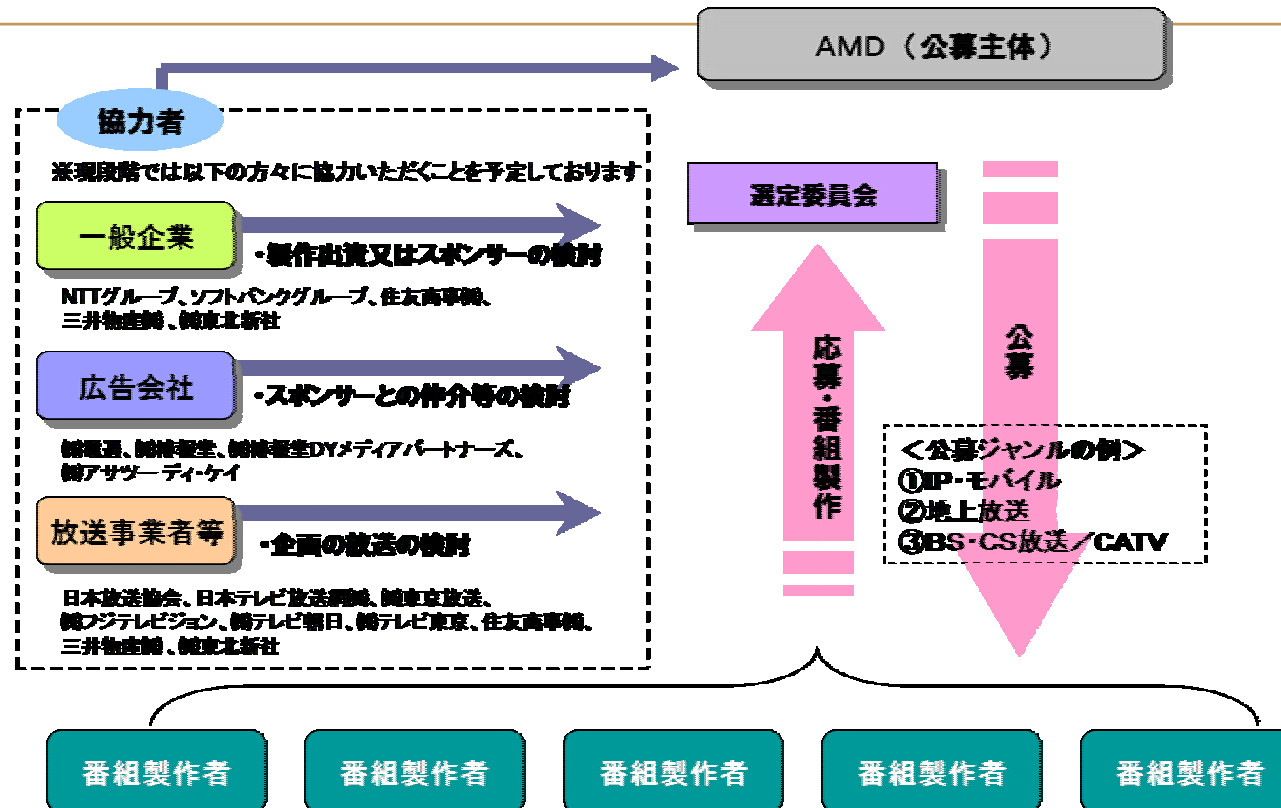 AMD（公募主体）
協力者
※現段階では以下の方々に協力いただくことを予定しております
一般企業
・製作出資又はスポンサーの検討
NTTグループ、ソフトバンクグループ、住友商事㈱、
三井物産㈱、㈱東北新社
広告会社
・スポンサーとの仲介等の検討
㈱電通、㈱博報堂、㈱博報堂DYメディアパートナーズ、
㈱アサツー ディ・ケイ
放送事業者等
・企画の放送の検討
日本放送協会、日本テレビ放送網㈱、㈱東京放送、
㈱フジテレビジョン、㈱テレビ朝日、㈱テレビ東京、住友商事㈱、
三井物産㈱、㈱東北新社
選定委員会
応募・番組製作
公募
＜公募ジャンルの例＞
①IP・モバイル
②地上放送
③BS・CS放送／CATV
番組製作者
番組製作者
番組製作者
番組製作者
番組製作者